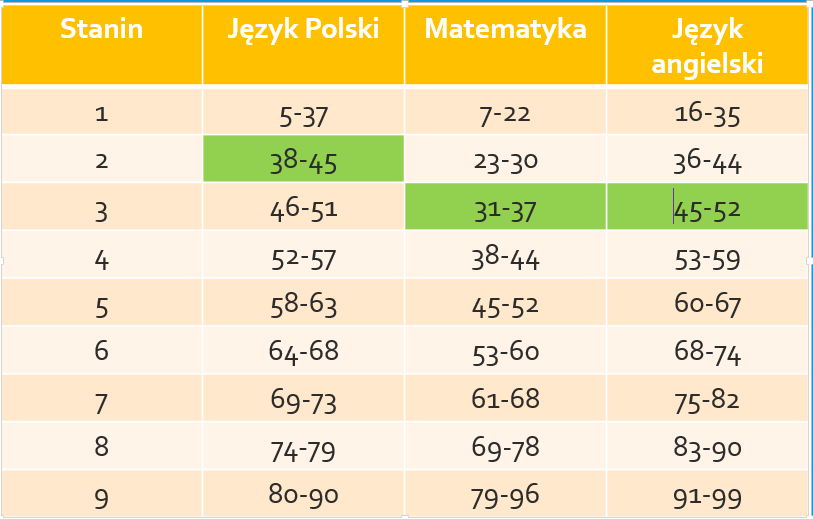 Stanin Język Polski Matematyka Język angielski
1 5-37 7-22 16-35
2 38-45 23-30 36-44
3 46-51 31-37 45-52
4 52-57 38-44 53-59
5 58-63 45-52 60-67
6 64-68 53-60 68-74
7 69-73 61-68 75-82
8 74-79 69-78 83-90
9 80-90 79-96 91-99